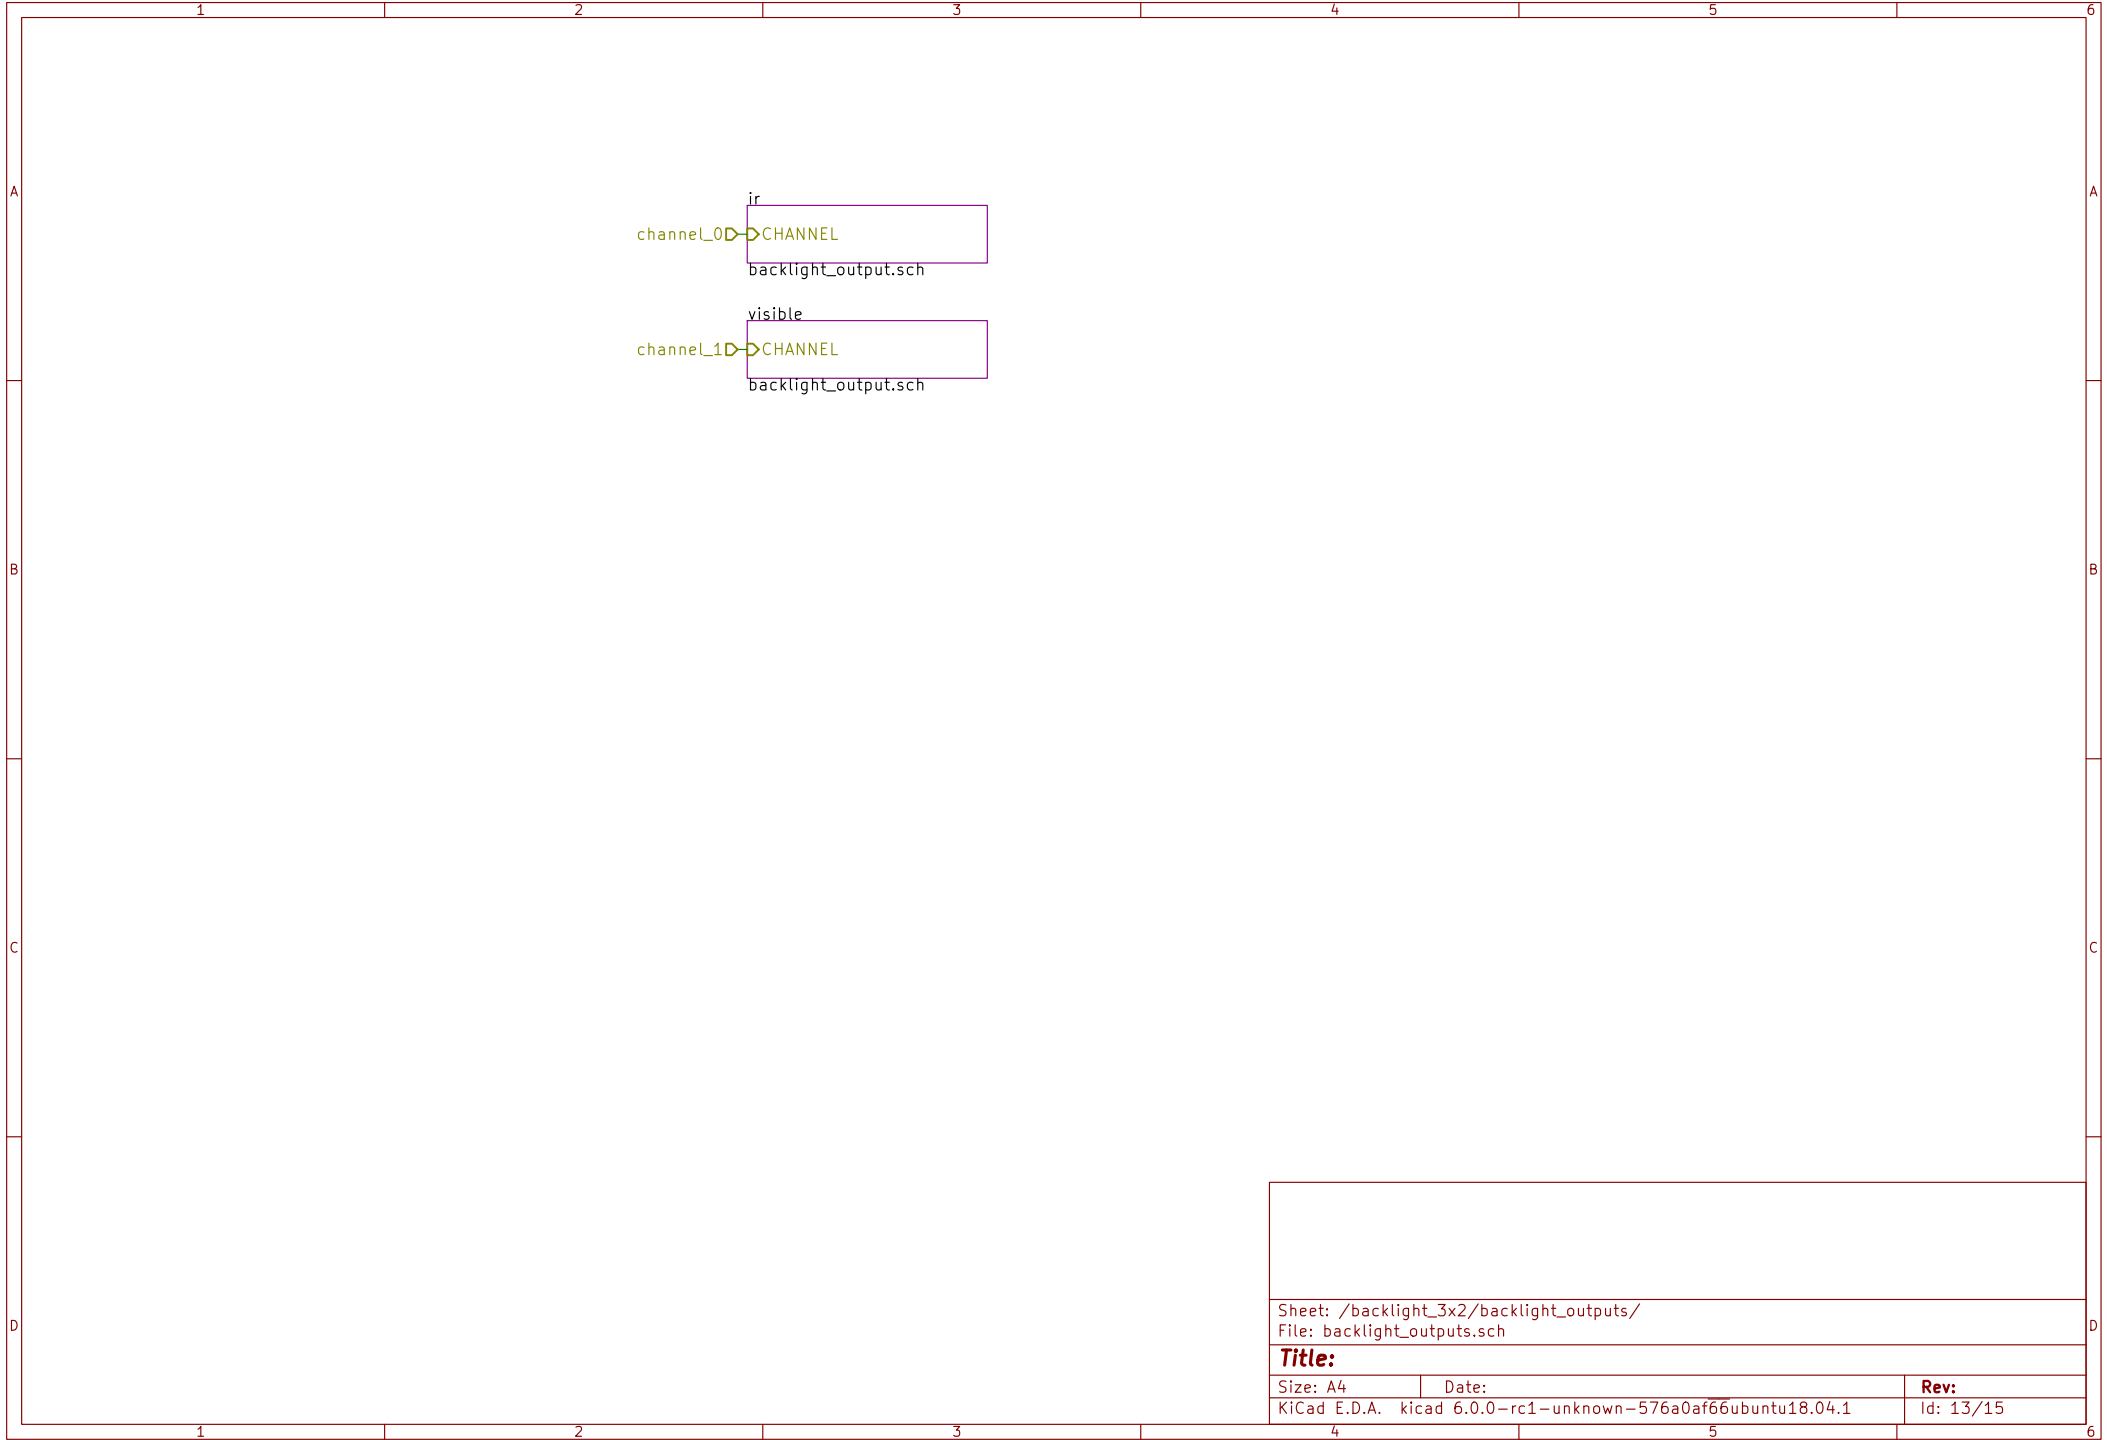 1 2 3 4 5 6
A A
ir
channel_0 CHANNEL
backlight_output.sch
visible
channel_1 CHANNEL
backlight_output.sch
B B
C C
Sheet: /backlight_3x2/backlight_outputs/
D D
File: backlight_outputs.sch
Title:
Size: A4 Date: Rev:
KiCad E.D.A. kicad 6.0.0-rc1-unknown-576a0af66ubuntu18.04.1 Id: 13/15
1 2 3 4 5 6